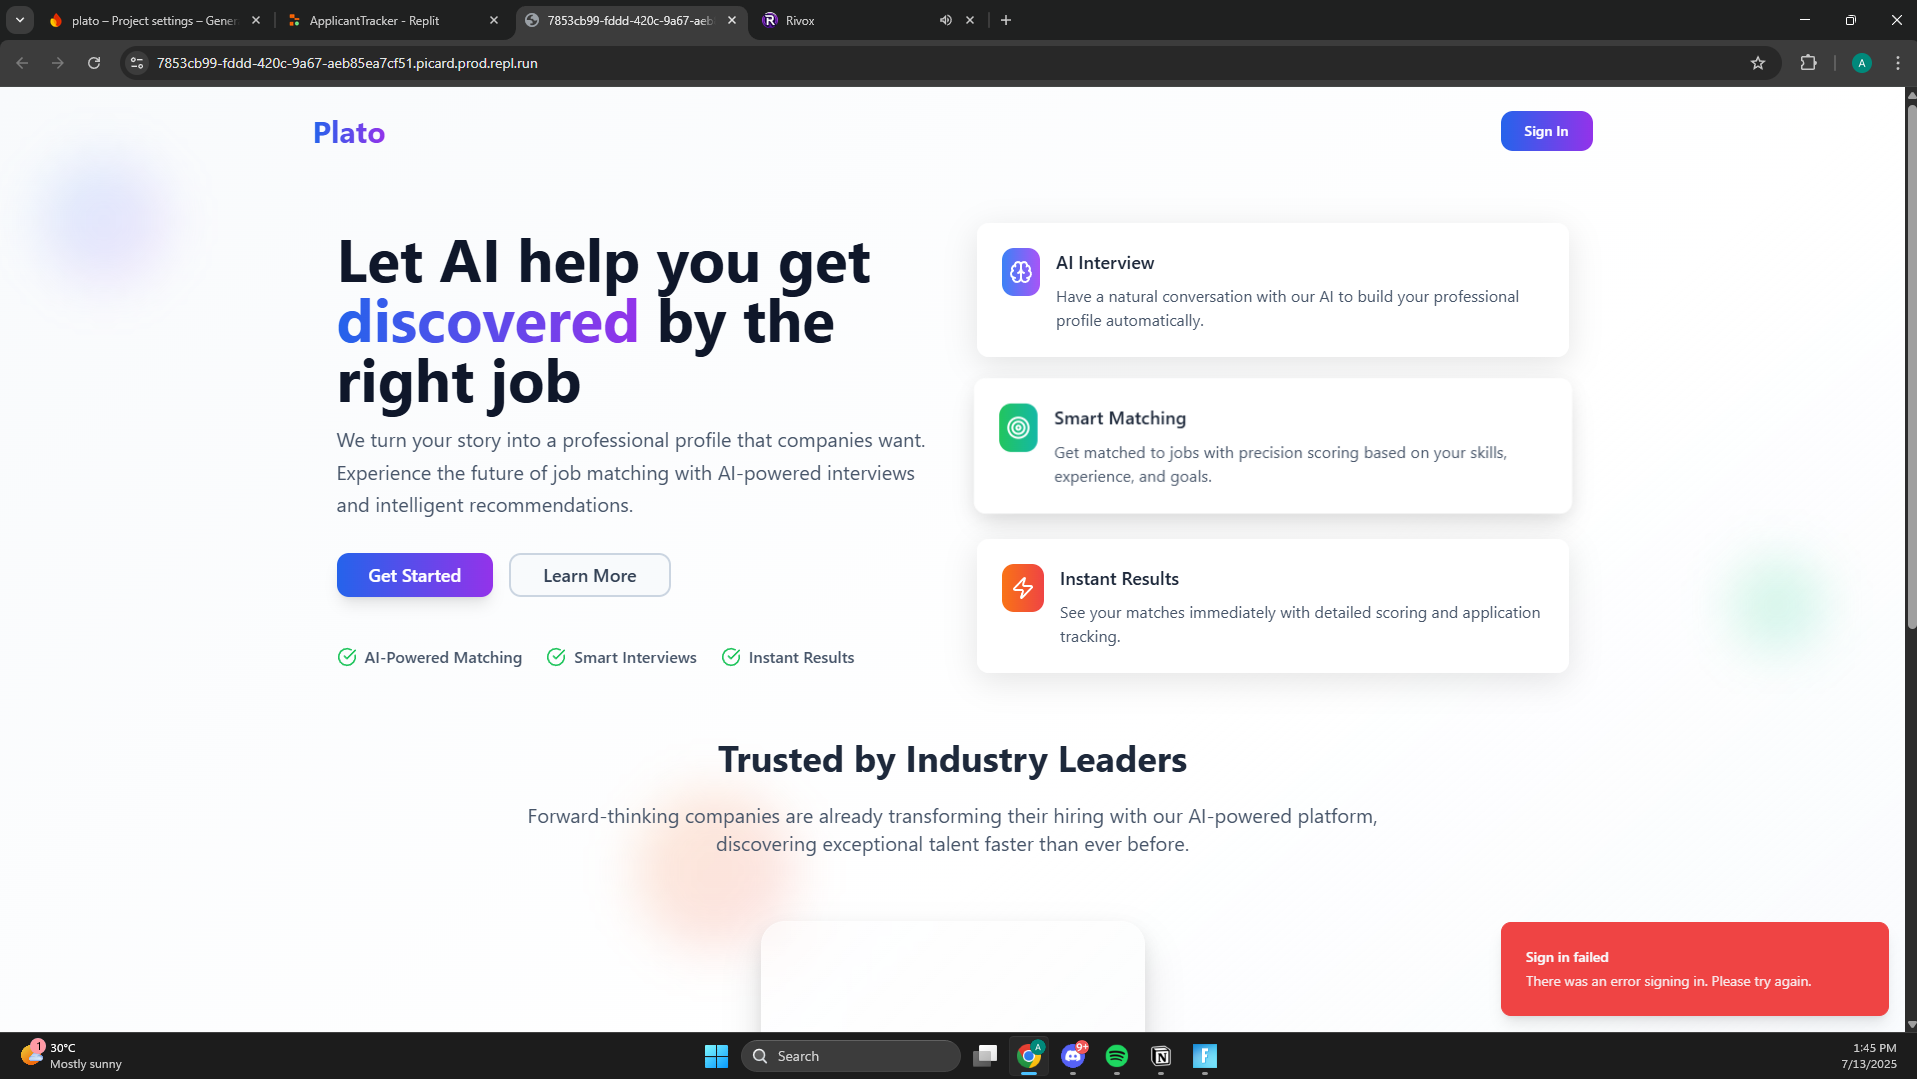 plato – Project settings – Gener
ApplicantTracker - Replit
7853cb99-fddd-420c-9a67-aeb
Rivox
7853cb99-fddd-420c-9a67-aeb85ea7cf51.picard.prod.repl.run
A
Plato
Sign In
Let AI help you get
discovered by the
right job
We turn your story into a professional profile that companies want.
Experience the future of job matching with AI-powered interviews
and intelligent recommendations.
Get Started
Learn More
AI-Powered Matching
Smart Interviews
Instant Results
AI Interview
Have a natural conversation with our AI to build your professional
profile automatically.
Smart Matching
Get matched to jobs with precision scoring based on your skills,
experience, and goals.
Instant Results
See your matches immediately with detailed scoring and application
tracking.
Trusted by Industry Leaders
Forward-thinking companies are already transforming their hiring with our AI-powered platform,
discovering exceptional talent faster than ever before.
Sign in failed
There was an error signing in. Please try again.
1
30°C
Mostly sunny
Search
A
9+
1:45 PM
7/13/2025